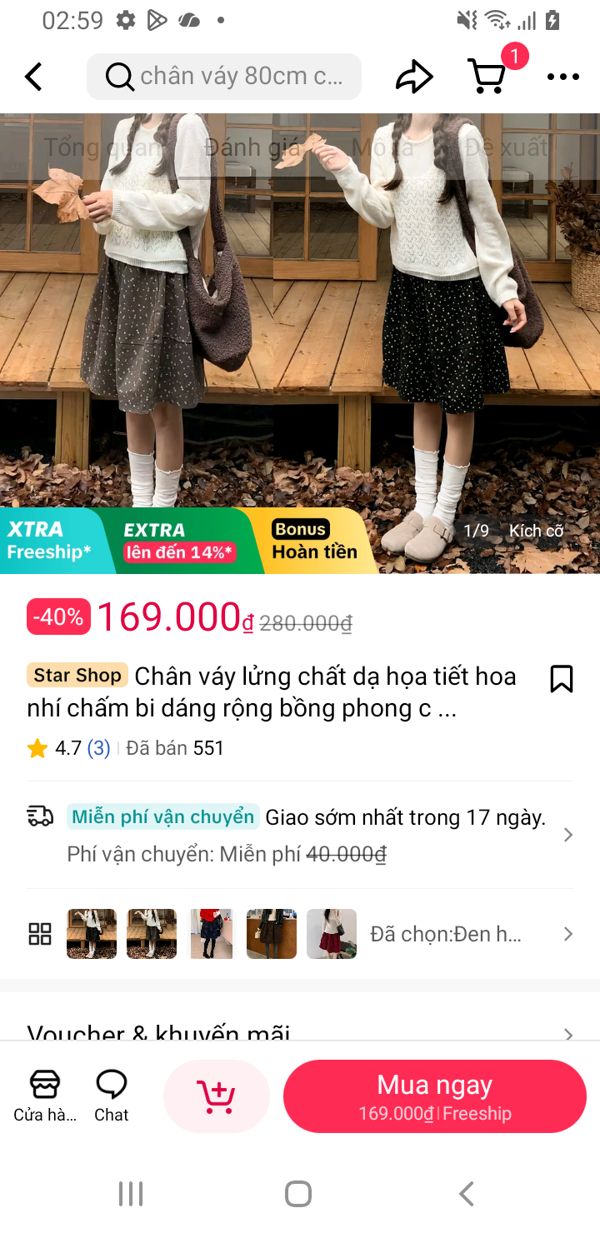 02:59
chân váy 80cm c...
1
Tổng quan Đánh giá Mô tả Đề xuất
XTRA
Freeship*
EXTRA
lên đến 14%*
Bonus
Hoàn tiền
1/9 Kích cỡ
-40% 169.000₫ 280.000₫
Star Shop Chân váy lửng chất dạ họa tiết hoa
nhí chấm bi dáng rộng bồng phong c ...
4.7 (3) Đã bán 551
Miễn phí vận chuyển Giao sớm nhất trong 17 ngày.
Phí vận chuyển: Miễn phí 40.000₫
Đã chọn:Đen h...
Voucher & khuyến mãi
Cửa hà...
Chat
Mua ngay
169.000₫ | Freeship